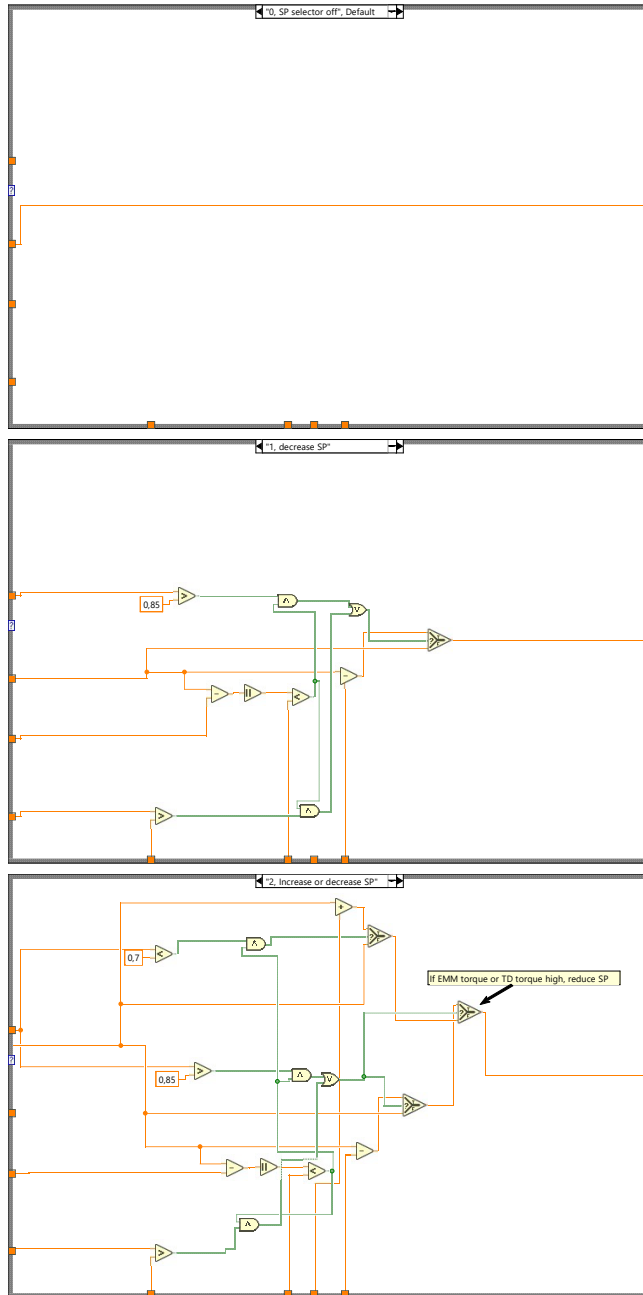 "0, SP selector off", Default
?
"1, decrease SP"
>
0,85
Λ
V
?
?
-
-
||
<
>
Λ
"2, Increase or decrease SP"
+
Λ
?
<
0,7
If EMM torque or TD torque high, reduce SP
?
?
>
0,85
Λ
V
?
-
-
||
<
Λ
>